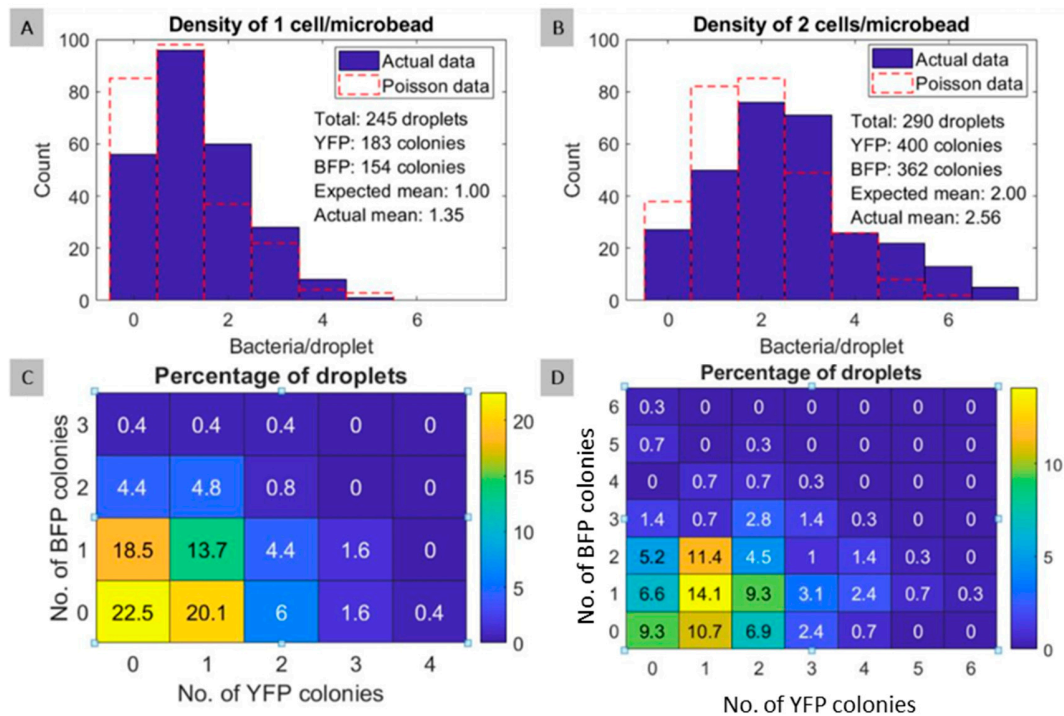 A
Density of 1 cell/microbead
100
80
60
40
20
0
Count
Actual data
Poisson data
Total: 245 droplets
YFP: 183 colonies
BFP: 154 colonies
Expected mean: 1.00
Actual mean: 1.35
0 2 4 6
Bacteria/droplet
B
Density of 2 cells/microbead
100
80
60
40
20
0
Count
Actual data
Poisson data
Total: 290 droplets
YFP: 400 colonies
BFP: 362 colonies
Expected mean: 2.00
Actual mean: 2.56
0 2 4 6
Bacteria/droplet
C
Percentage of droplets
No. of BFP colonies
3 0.4 0.4 0.4 0 0
2 4.4 4.8 0.8 0 0
1 18.5 13.7 4.4 1.6 0
0 22.5 20.1 6 1.6 0.4
0 1 2 3 4
No. of YFP colonies
20
15
10
5
0
D
Percentage of droplets
No. of BFP colonies
6 0.3 0 0 0 0 0 0
5 0.7 0 0.3 0 0 0 0
4 0 0.7 0.7 0.3 0 0 0
3 1.4 0.7 2.8 1.4 0.3 0 0
2 5.2 11.4 4.5 1 1.4 0.3 0
1 6.6 14.1 9.3 3.1 2.4 0.7 0.3
0 9.3 10.7 6.9 2.4 0.7 0 0
0 1 2 3 4 5 6
No. of YFP colonies
10
5
0